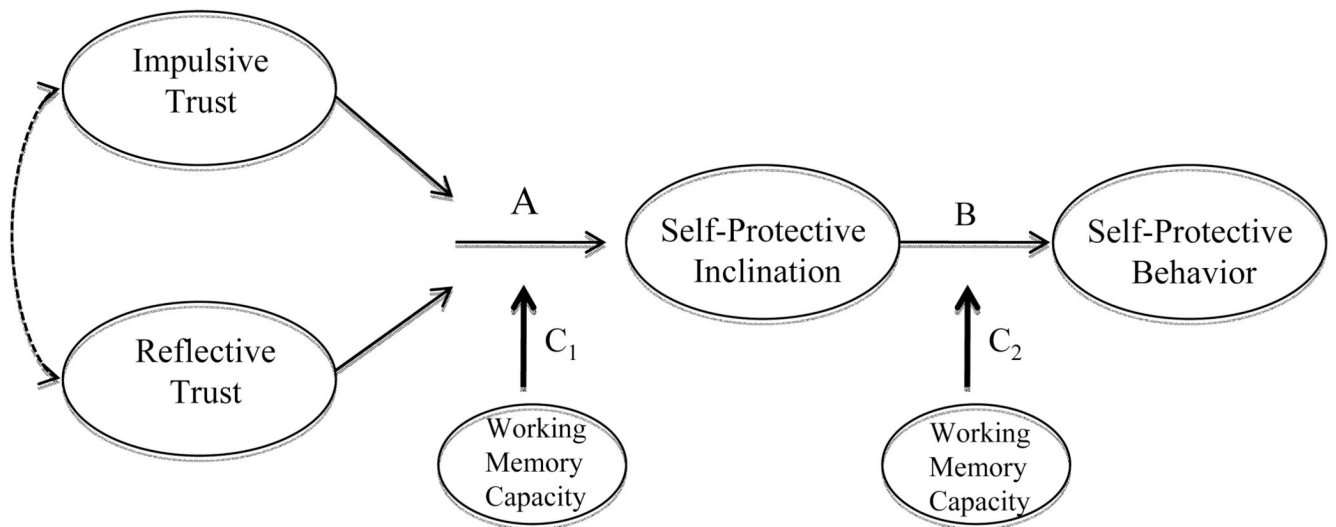 Impulsive
Trust
A
Self-Protective
Inclination
B
Self-Protective
Behavior
Reflective
Trust
C₁
Working
Memory
Capacity
C₂
Working
Memory
Capacity